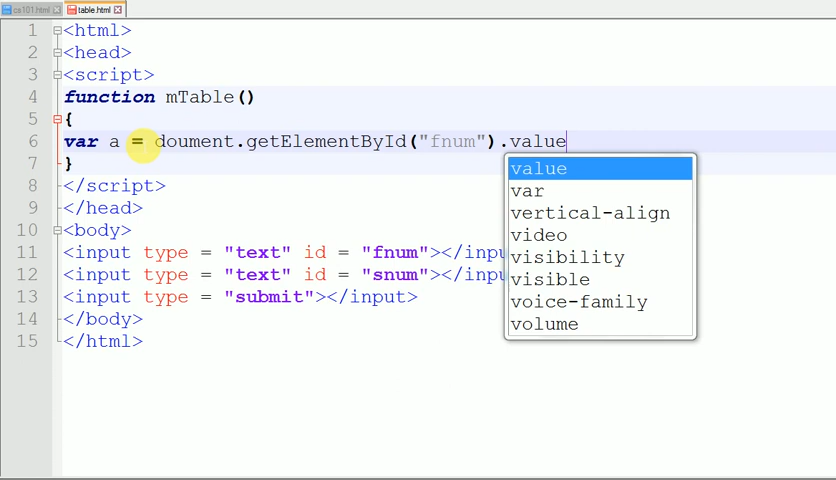 cs101.html table.html
1 <html>
2 <head>
3 <script>
4 function mTable()
5 {
6 var a = doument.getElementById("fnum").value
7 }
value
8 </script>
var
9 </head>
vertical-align
10 <body>
video
11 <input type = "text" id = "fnum"></inpu
visibility
12 <input type = "text" id = "snum"></inpu
visible
13 <input type = "submit"></input>
voice-family
14 </body>
volume
15 </html>